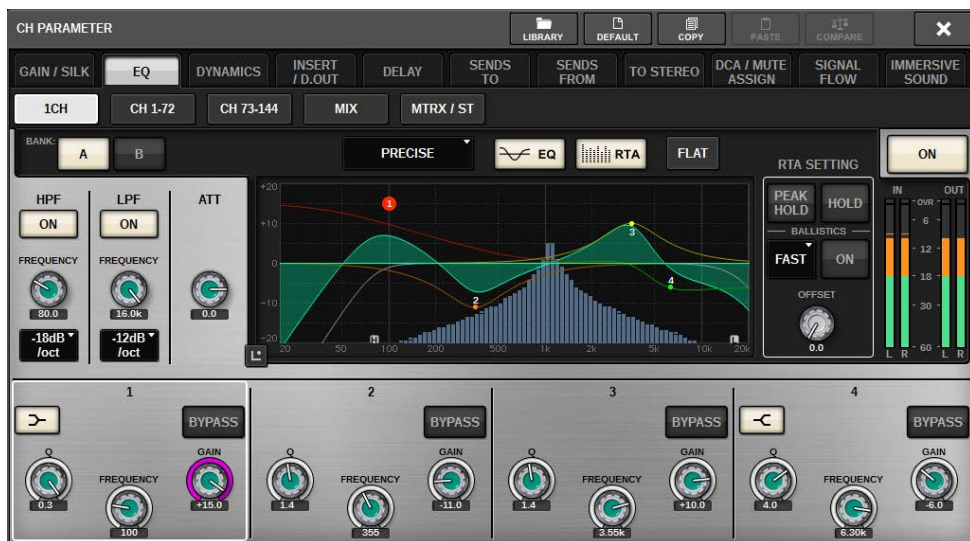 CH PARAMETER
LIBRARY DEFAULT COPY PASTE COMPARE
GAIN / SILK EQ DYNAMICS INSERT / D.OUT DELAY SENDS TO SENDS FROM TO STEREO DCA / MUTE ASSIGN SIGNAL FLOW IMMERSIVE SOUND
1CH CH 1-72 CH 73-144 MIX MTRX / ST
BANK: A B PRECISE EQ RTA FLAT RTA SETTING ON
HPF LPF ATT
ON ON
FREQUENCY FREQUENCY
80.0 16.0k 0.0
-18dB /oct -12dB /oct
+20
+10
0
-10
-20
20 50 100 200 500 1k 2k 5k 10k 20k
1
2
3
4
H L
PEAK HOLD HOLD
BALLISTICS
FAST ON
OFFSET
0.0
IN OUT
OVR
6
12
18
30
60
L R L R
1 2 3 4
BYPASS BYPASS BYPASS BYPASS
Q FREQUENCY GAIN Q FREQUENCY GAIN Q FREQUENCY GAIN Q FREQUENCY GAIN
0.3 100 +15.0 1.4 355 -11.0 1.4 3.55k +10.0 4.0 6.30k -6.0